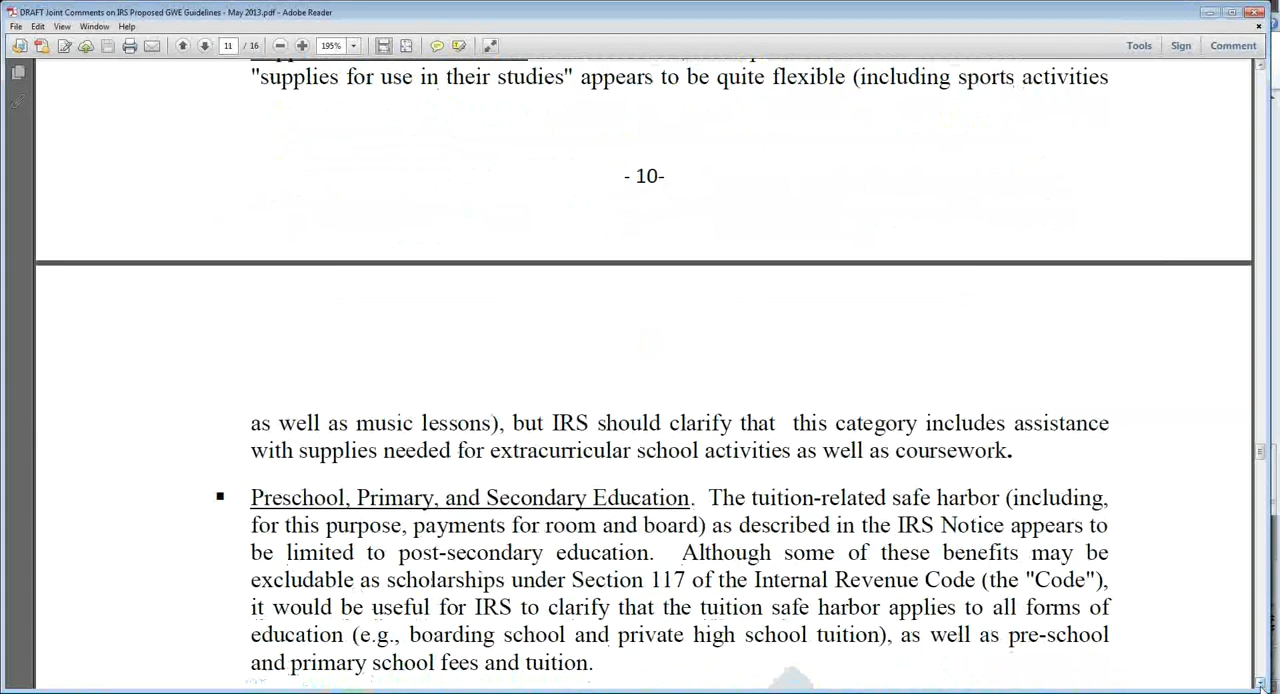 DRAFT Joint Comments on IRS Proposed GWE Guidelines - May 2013.pdf - Adobe Reader
File Edit View Window Help
11 / 16 195% Tools Sign Comment
"supplies for use in their studies" appears to be quite flexible (including sports activities
- 10-
as well as music lessons), but IRS should clarify that this category includes assistance
with supplies needed for extracurricular school activities as well as coursework.
▪ Preschool, Primary, and Secondary Education. The tuition-related safe harbor (including,
for this purpose, payments for room and board) as described in the IRS Notice appears to
be limited to post-secondary education. Although some of these benefits may be
excludable as scholarships under Section 117 of the Internal Revenue Code (the "Code"),
it would be useful for IRS to clarify that the tuition safe harbor applies to all forms of
education (e.g., boarding school and private high school tuition), as well as pre-school
and primary school fees and tuition.